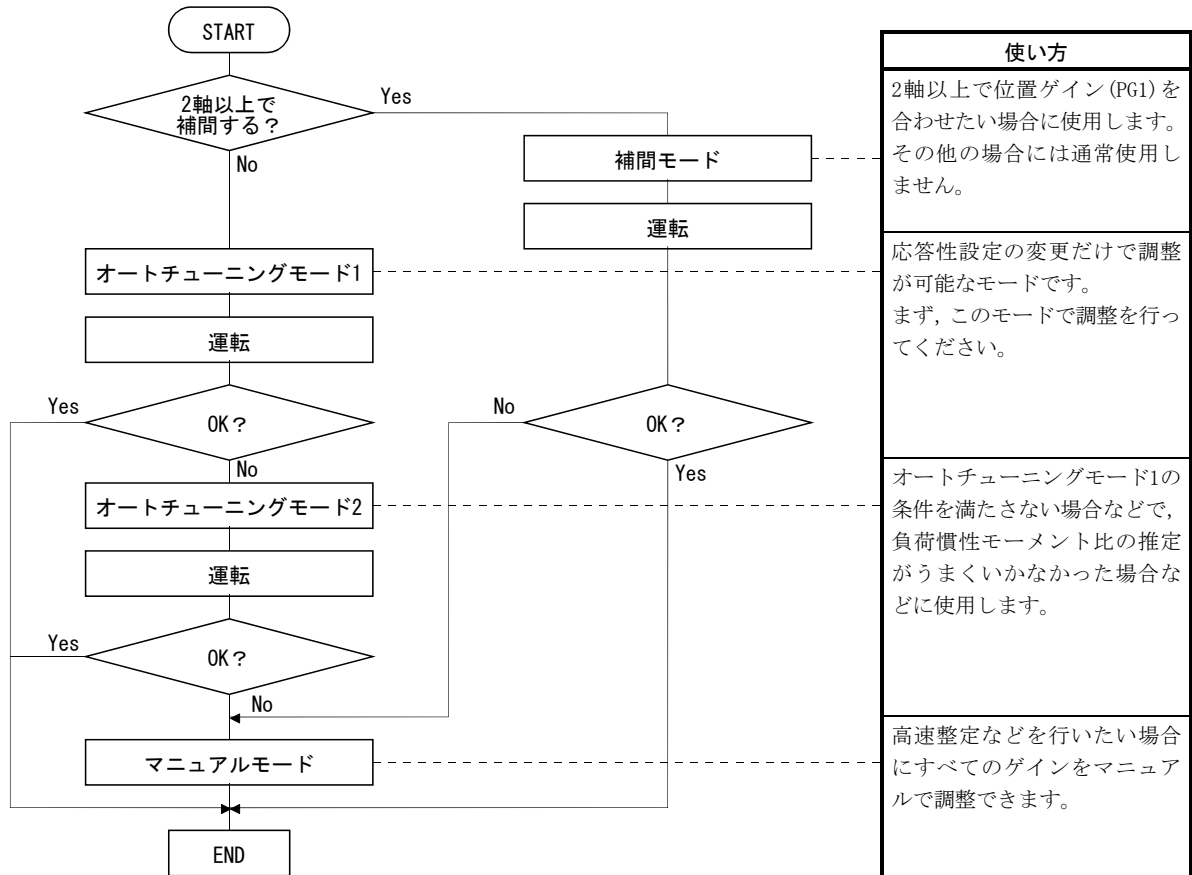 START
2軸以上で
補間する？
Yes
No
補間モード
運転
オートチューニングモード1
運転
Yes
OK？
No
No
OK？
Yes
オートチューニングモード2
運転
Yes
OK？
No
マニュアルモード
END
使い方
2軸以上で位置ゲイン(PG1)を
合わせたい場合に使用します。
その他の場合には通常使用し
ません。
応答性設定の変更だけで調整
が可能なモードです。
まず，このモードで調整を行っ
てください。
オートチューニングモード1の
条件を満たさない場合などで，
負荷慣性モーメント比の推定
がうまくいかなかった場合な
どに使用します。
高速整定などを行いたい場合
にすべてのゲインをマニュア
ルで調整できます。